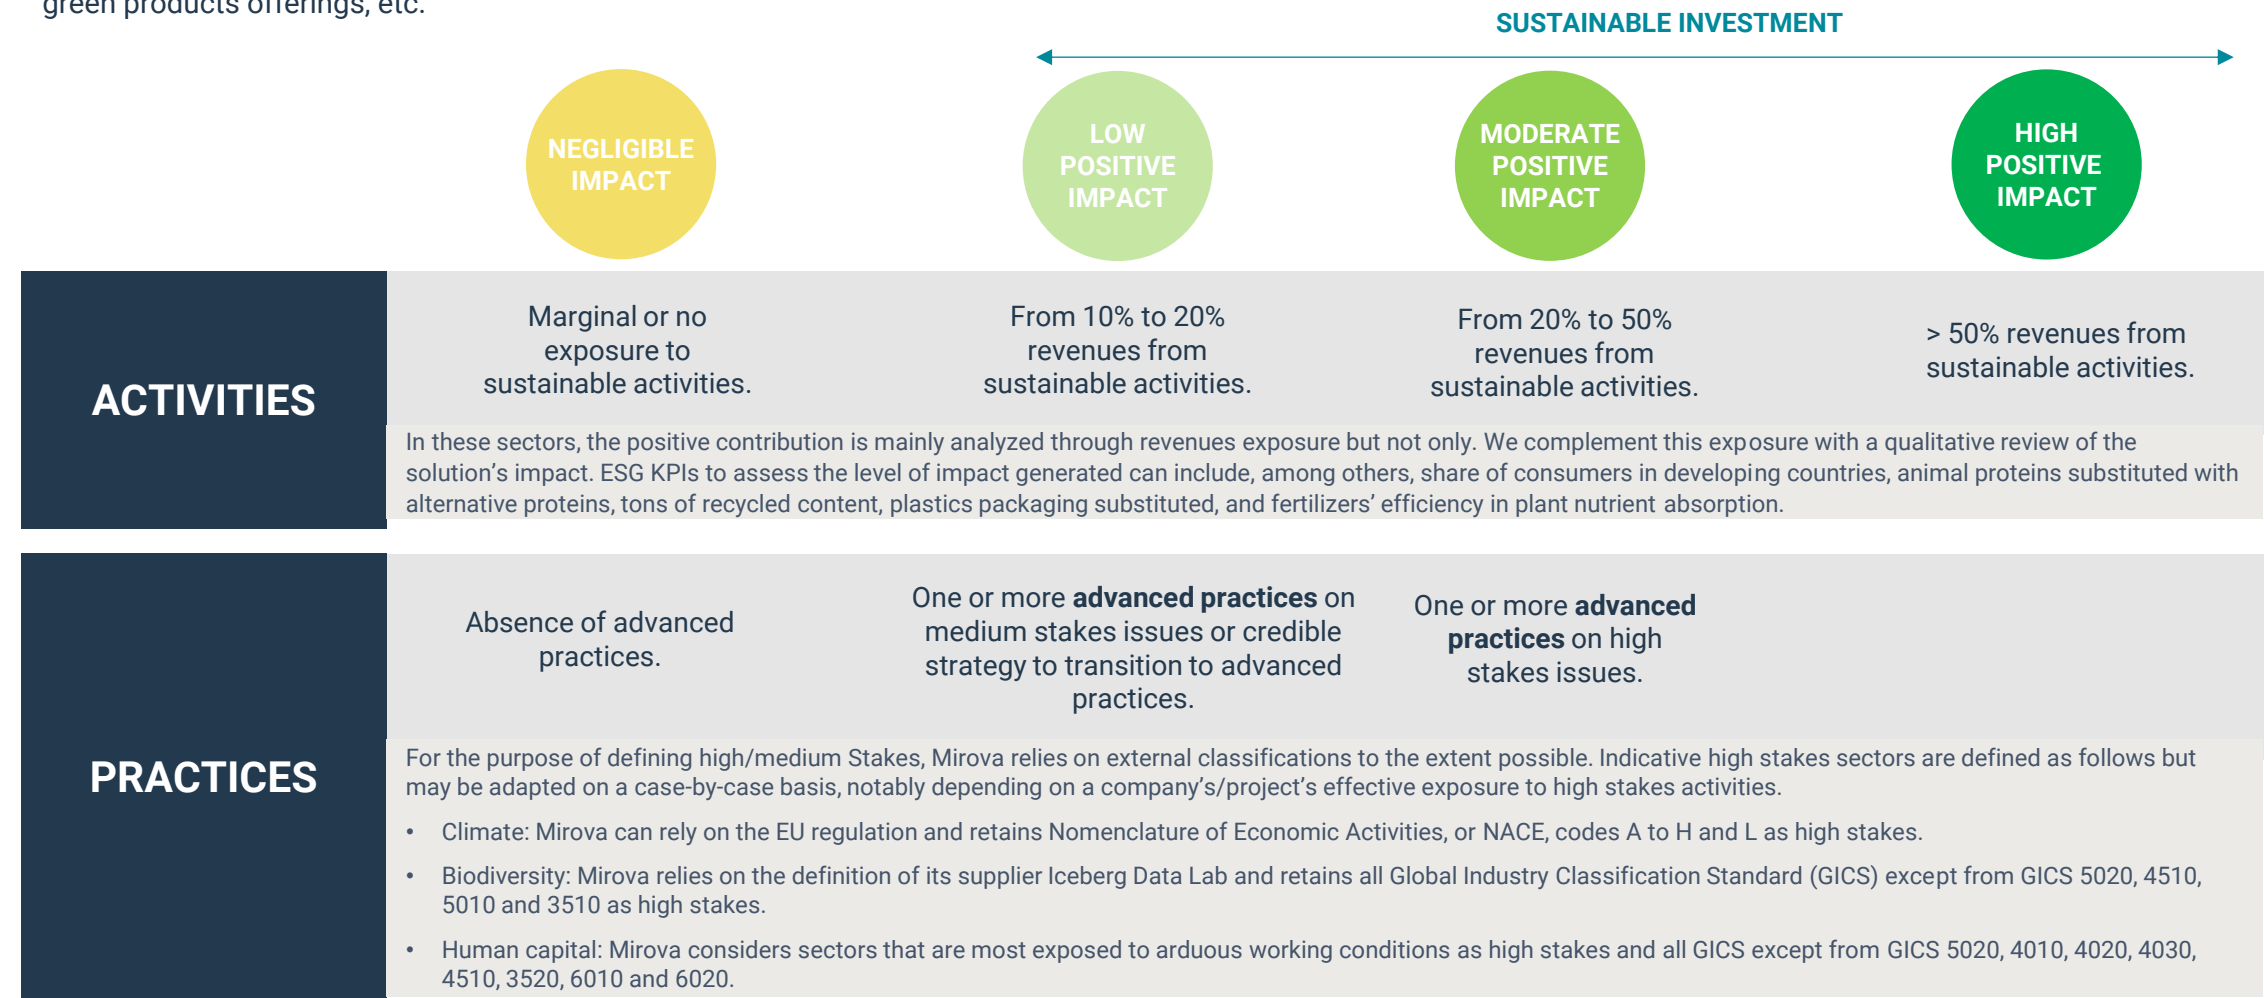 green products offerings, etc.
SUSTAINABLE INVESTMENT
NEGLIGIBLE
IMPACT
LOW
POSITIVE
IMPACT
MODERATE
POSITIVE
IMPACT
HIGH
POSITIVE
IMPACT
ACTIVITIES
Marginal or no
exposure to
sustainable activities.
From 10% to 20%
revenues from
sustainable activities.
From 20% to 50%
revenues from
sustainable activities.
> 50% revenues from
sustainable activities.
In these sectors, the positive contribution is mainly analyzed through revenues exposure but not only. We complement this exposure with a qualitative review of the
solution’s impact. ESG KPIs to assess the level of impact generated can include, among others, share of consumers in developing countries, animal proteins substituted with
alternative proteins, tons of recycled content, plastics packaging substituted, and fertilizers’ efficiency in plant nutrient absorption.
PRACTICES
Absence of advanced
practices.
One or more advanced practices on
medium stakes issues or credible
strategy to transition to advanced
practices.
One or more advanced
practices on high
stakes issues.
For the purpose of defining high/medium Stakes, Mirova relies on external classifications to the extent possible. Indicative high stakes sectors are defined as follows but
may be adapted on a case-by-case basis, notably depending on a company’s/project’s effective exposure to high stakes activities.
• Climate: Mirova can rely on the EU regulation and retains Nomenclature of Economic Activities, or NACE, codes A to H and L as high stakes.
• Biodiversity: Mirova relies on the definition of its supplier Iceberg Data Lab and retains all Global Industry Classification Standard (GICS) except from GICS 5020, 4510,
5010 and 3510 as high stakes.
• Human capital: Mirova considers sectors that are most exposed to arduous working conditions as high stakes and all GICS except from GICS 5020, 4010, 4020, 4030,
4510, 3520, 6010 and 6020.